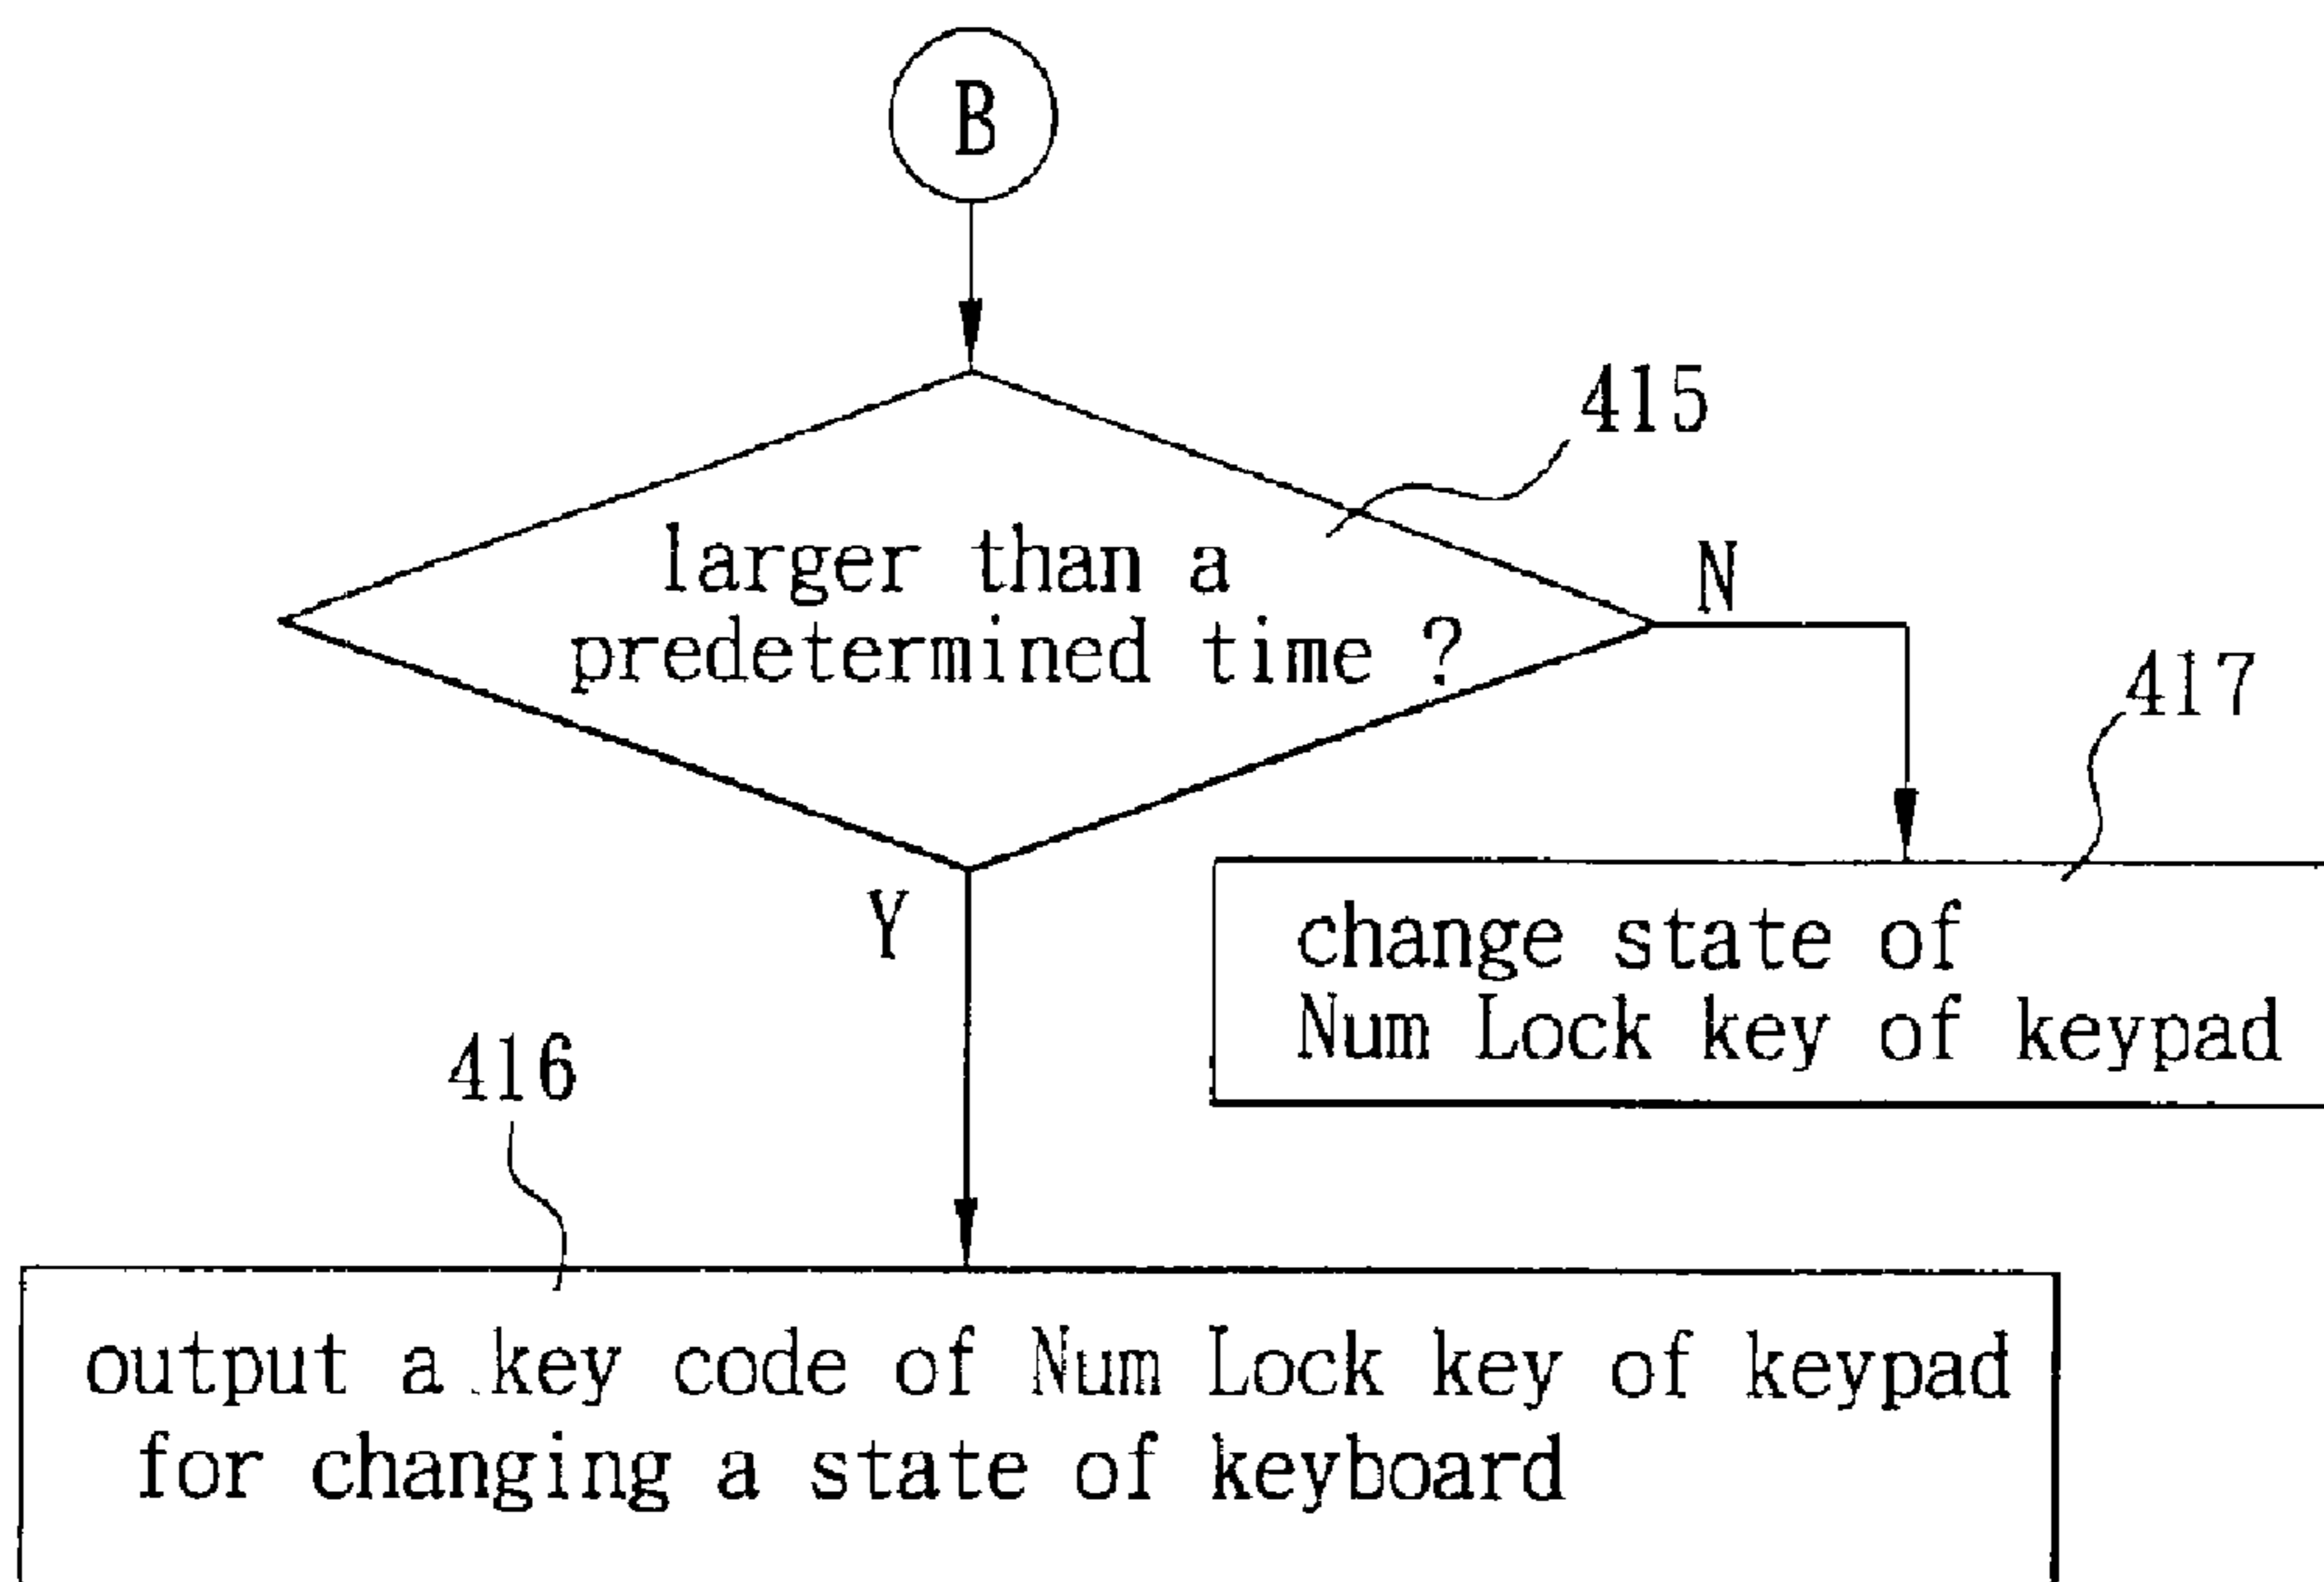 B
415
larger than a
predetermined time ?
N
417
Y
change state of
Num Lock key of keypad
416
output a key code of Num Lock key of keypad
for changing a state of keyboard